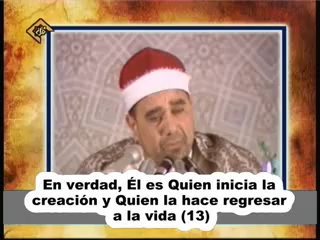 En verdad, Él es Quien inicia la
creación y Quien la hace regresar
a la vida (13)